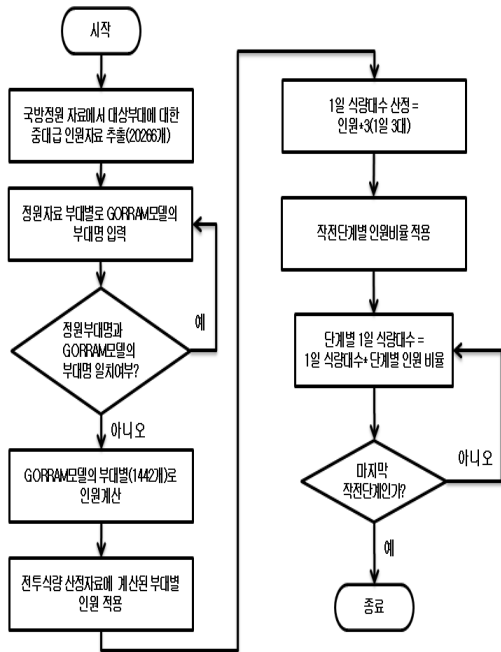 시작
국방정원 자료에서 대상부대에 대한
중대급 인원자료 추출(20266개)
정원자료 부대별로 GORRAM모델의
부대명 입력
정원부대명과
GORRAM모델의
부대명 일치여부?
예
아니오
GORRAM모델의 부대별(1442개)로
인원계산
전투식량 산정자료에 계산된 부대별
인원 적용
1일 식량대수 산정 =
인원*3(1일 3대)
작전단계별 인원비율 적용
단계별 1일 식량대수 =
1일 식량대수* 단계별 인원 비율
마지막
작전단계인가?
아니오
예
종료